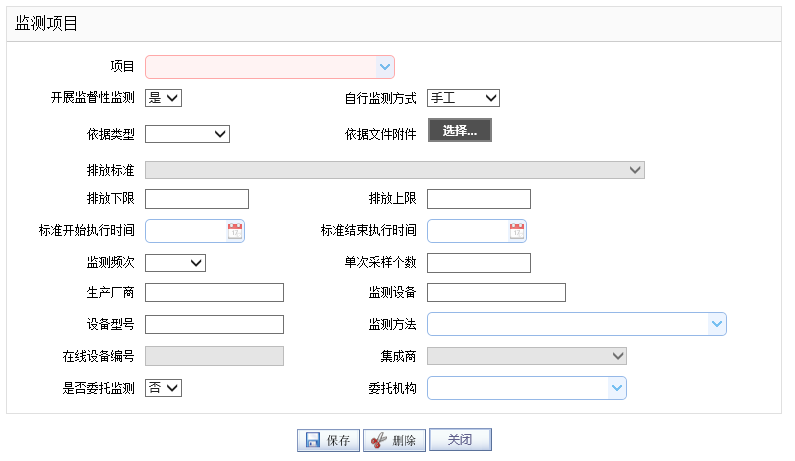 监测项目
项目
开展监督性监测 是 自行监测方式 手工
依据类型 依据文件附件 选择...
排放标准
排放下限 排放上限
标准开始执行时间 标准结束执行时间
监测频次 单次采样个数
生产厂商 监测设备
设备型号 监测方法
在线设备编号 集成商
是否委托监测 否 委托机构
保存 删除 关闭